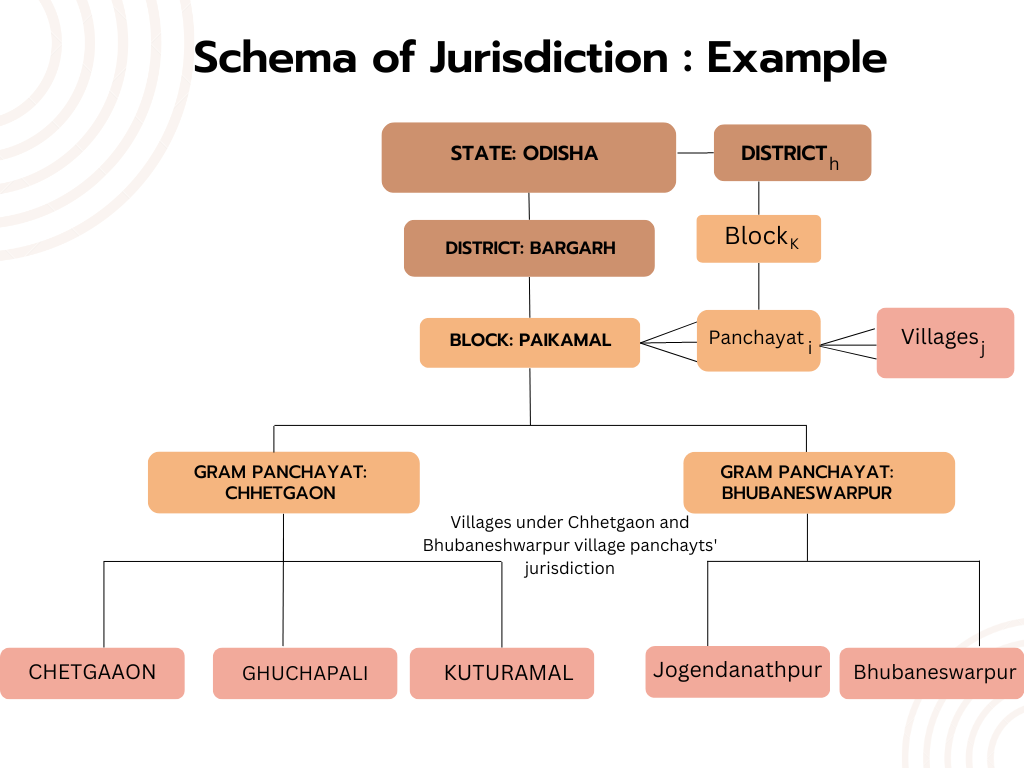 Schema of Jurisdiction : Example
STATE: ODISHA
DISTRICT h
DISTRICT: BARGARH
Block K
BLOCK: PAIKAMAL
Panchayat i
Villages j
GRAM PANCHAYAT:
CHHETGAON
GRAM PANCHAYAT:
BHUBANESWARPUR
Villages under Chhetgaon and
Bhubaneshwarpur village panchayts'
jurisdiction
CHETGAAON
GHUCHAPALI
KUTURAMAL
Jogendanathpur
Bhubaneswarpur